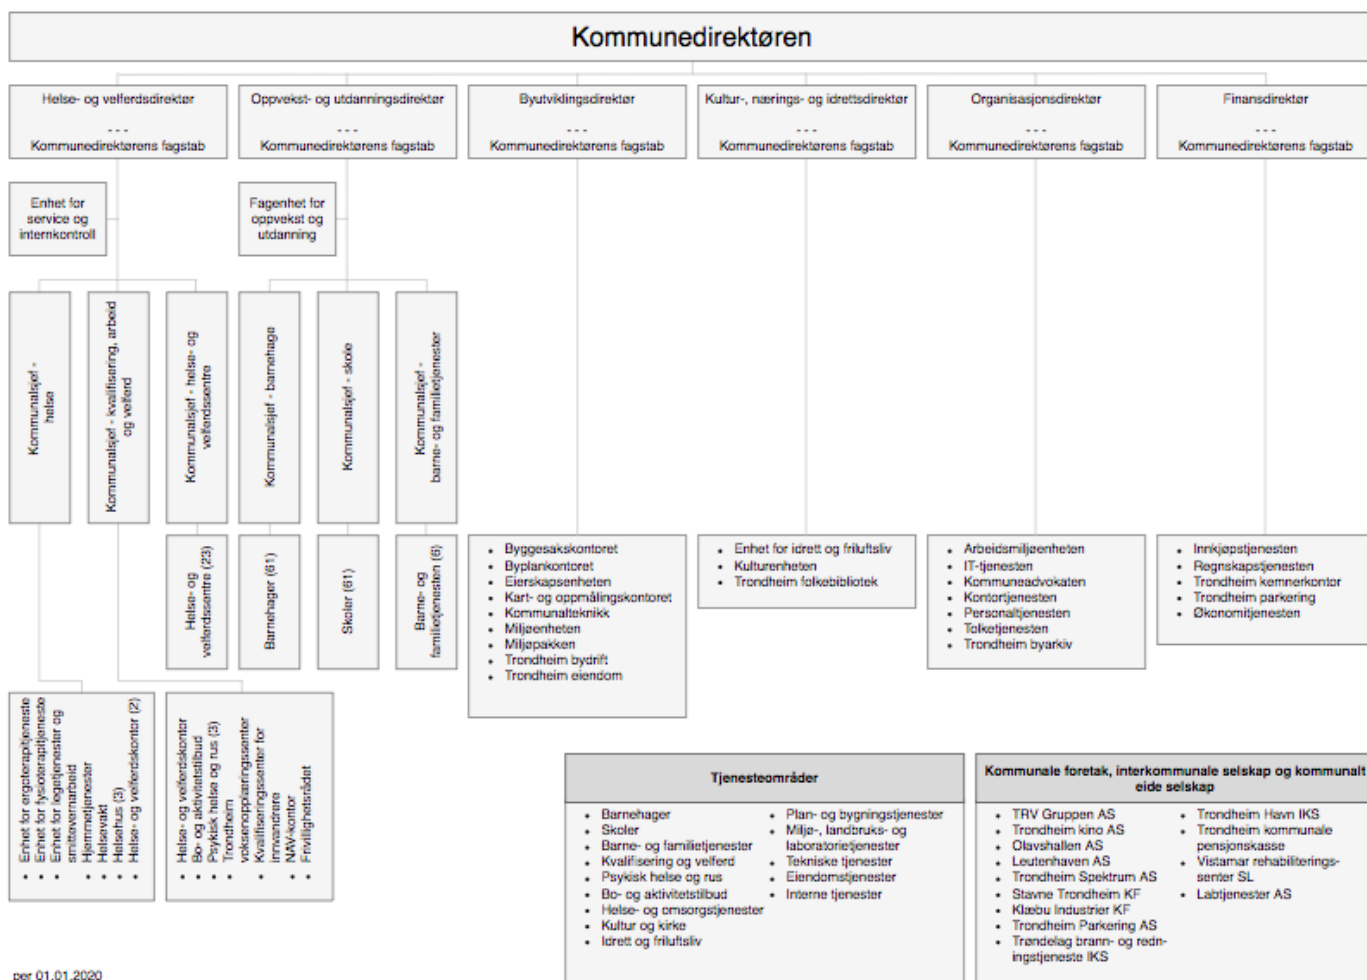 Kommunedirektøren
Helse- og velferdsdirektør
- - -
Kommunedirektørens fagstab
Oppvekst- og utdanningsdirektør
- - -
Kommunedirektørens fagstab
Byutviklingsdirektør
- - -
Kommunedirektørens fagstab
Kultur-, nærings- og idrettsdirektør
- - -
Kommunedirektørens fagstab
Organisasjonsdirektør
- - -
Kommunedirektørens fagstab
Finansdirektør
- - -
Kommunedirektørens fagstab
Enhet for
service og
internkontroll
Fagenhet for
oppvekst og
utdanning
Kommunalsjef -
helse
Kommunalsjef - kvalifisering, arbeid
og velferd
Kommunalsjef - helse- og
velferdssentre
Kommunalsjef - barnehage
Kommunalsjef - skole
Kommunalsjef -
barne- og familietjenester
Helse- og
velferdssentre (23)
Barnehager (61)
Skoler (61)
Barne- og
familietjenesten (6)
• Byggesakskontoret
• Byplankontoret
• Eierskapsenheten
• Kart- og oppmålingskontoret
• Kommunalteknikk
• Miljøenheten
• Miljøpakken
• Trondheim bydrift
• Trondheim eiendom
• Enhet for idrett og friluftsliv
• Kulturenheten
• Trondheim folkebibliotek
• Arbeidsmiljøenheten
• IT-tjenesten
• Kommuneadvokaten
• Kontortjenesten
• Personaltjenesten
• Tolketjenesten
• Trondheim byarkiv
• Innkjøpstjenesten
• Regnskapstjenesten
• Trondheim kemnerkontor
• Trondheim parkering
• Økonomitjenesten
• Enhet for ergoterapitjeneste
• Enhet for fysioterapitjeneste
• Enhet for legetjenester og
smittevernarbeid
• Hjemmetjenester
• Helsevakt
• Helsehus (3)
• Helse- og velferdskontor (2)
• Helse- og velferdskontor
• Bo- og aktivitetstilbud
• Psykisk helse og rus (3)
• Trondheim
voksenopplæringssenter
• Kvalifiseringssenter for
innvandrere
• NAV-kontor
• Frivillighetsrådet
Tjenesteområder
• Barnehager
• Skoler
• Barne- og familietjenester
• Kvalifisering og velferd
• Psykisk helse og rus
• Bo- og aktivitetstilbud
• Helse- og omsorgstjenester
• Kultur og kirke
• Idrett og friluftsliv
• Plan- og bygningstjenester
• Miljø-, landbruks- og
laboratorietjenester
• Tekniske tjenester
• Eiendomstjenester
• Interne tjenester
Kommunale foretak, interkommunale selskap og kommunalt
eide selskap
• TRV Gruppen AS
• Trondheim kino AS
• Olavshallen AS
• Leutenhaven AS
• Trondheim Spektrum AS
• Stavne Trondheim KF
• Klæbu Industrier KF
• Trondheim Parkering AS
• Trøndelag brann- og redn-
ingstjeneste IKS
• Trondheim Havn IKS
• Trondheim kommunale
pensjonskasse
• Vistamar rehabiliterings-
senter SL
• Labtjenester AS
per 01.01.2020